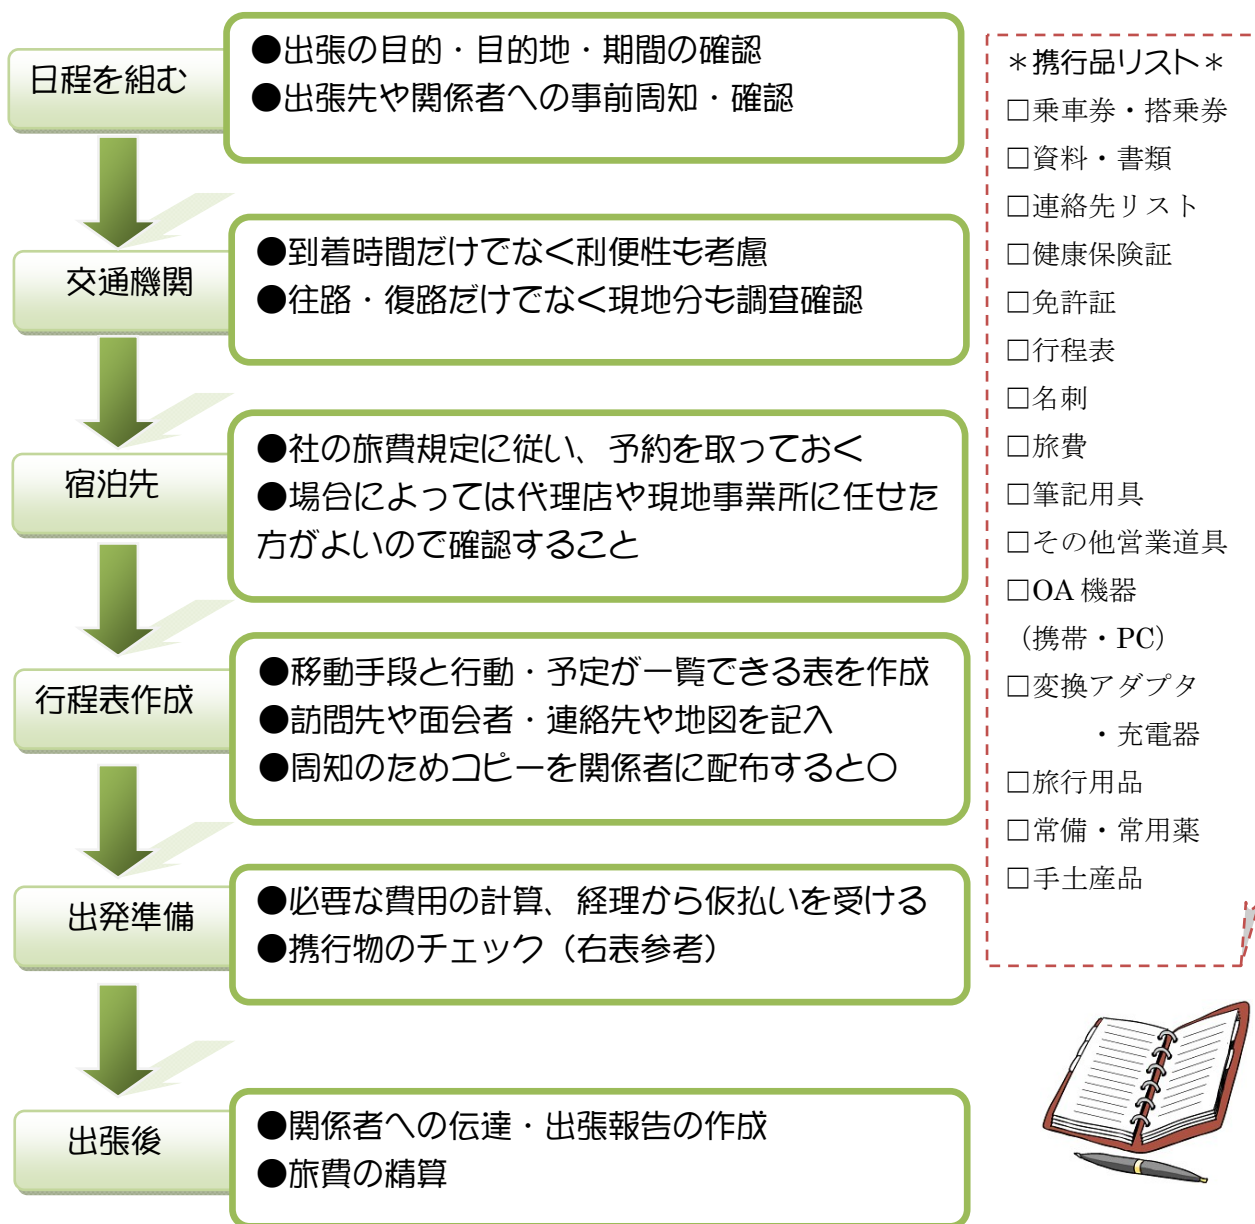 日程を組む
●出張の目的・目的地・期間の確認
●出張先や関係者への事前周知・確認
交通機関
●到着時間だけでなく利便性も考慮
●往路・復路だけでなく現地分も調査確認
宿泊先
●社の旅費規定に従い、予約を取っておく
●場合によっては代理店や現地事業所に任せた
方がよいので確認すること
行程表作成
●移動手段と行動・予定が一覧できる表を作成
●訪問先や面会者・連絡先や地図を記入
●周知のためコピーを関係者に配布すると〇
出発準備
●必要な費用の計算、経理から仮払いを受ける
●携行物のチェック（右表参考）
出張後
●関係者への伝達・出張報告の作成
●旅費の精算
＊携行品リスト＊
□乗車券・搭乗券
□資料・書類
□連絡先リスト
□健康保険証
□免許証
□行程表
□名刺
□旅費
□筆記用具
□その他営業道具
□OA 機器
（携帯・PC）
□変換アダプタ
・充電器
□旅行用品
□常備・常用薬
□手土産品